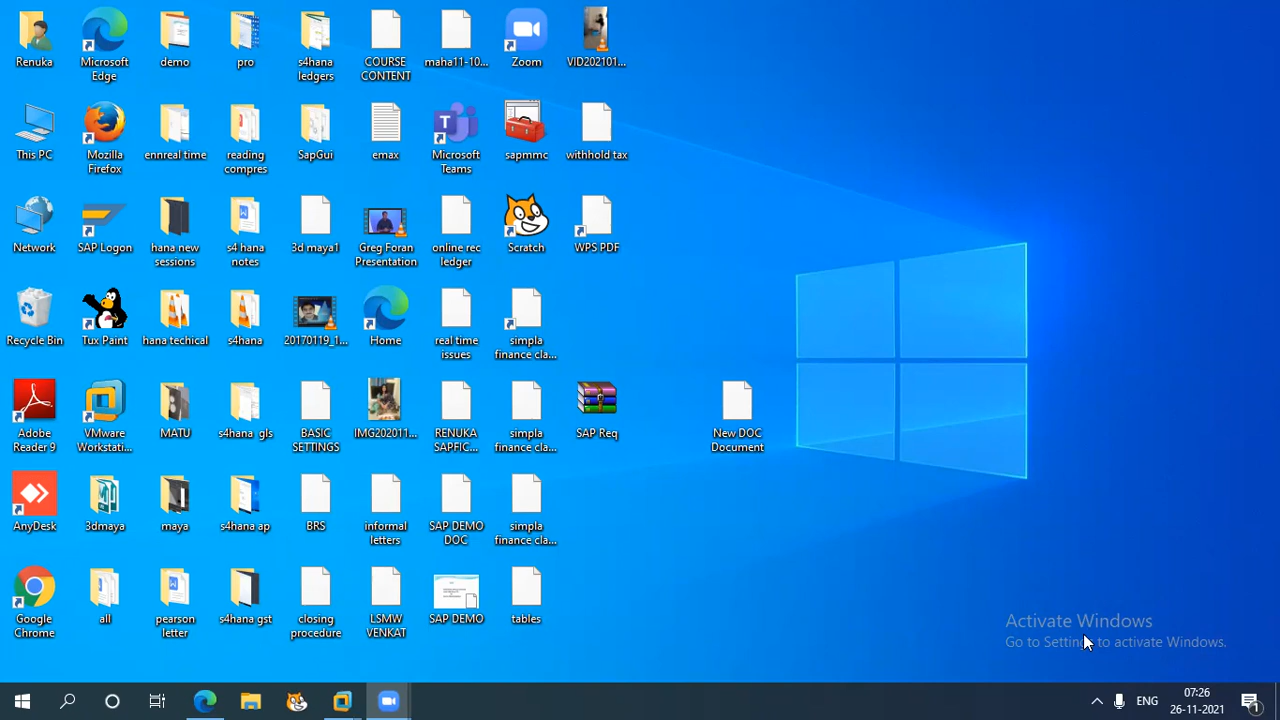 Renuka
Microsoft
Edge
demo
pro
s4hana
ledgers
COURSE
CONTENT
maha11-10...
Zoom
VID202101...
This PC
Mozilla
Firefox
ennreal time
reading
compres
SapGui
emax
Microsoft
Teams
sapmmc
withhold tax
Network
SAP Logon
hana new
sessions
s4 hana
notes
3d maya1
Greg Foran
Presentation
online rec
ledger
Scratch
WPS PDF
Recycle Bin
Tux Paint
hana techical
s4hana
20170119_1...
Home
real time
issues
simpla
finance cla...
Adobe
Reader 9
VMware
Workstati...
MATU
s4hana gls
BASIC
SETTINGS
IMG202011...
RENUKA
SAPFIC...
simpla
finance cla...
SAP Req
New DOC
Document
AnyDesk
3dmaya
maya
s4hana ap
BRS
informal
letters
SAP DEMO
DOC
simpla
finance cla...
Google
Chrome
all
pearson
letter
s4hana gst
closing
procedure
LSMW
VENKAT
SAP DEMO
tables
Activate Windows
Go to Settings to activate Windows.
ENG
07:26
26-11-2021
1